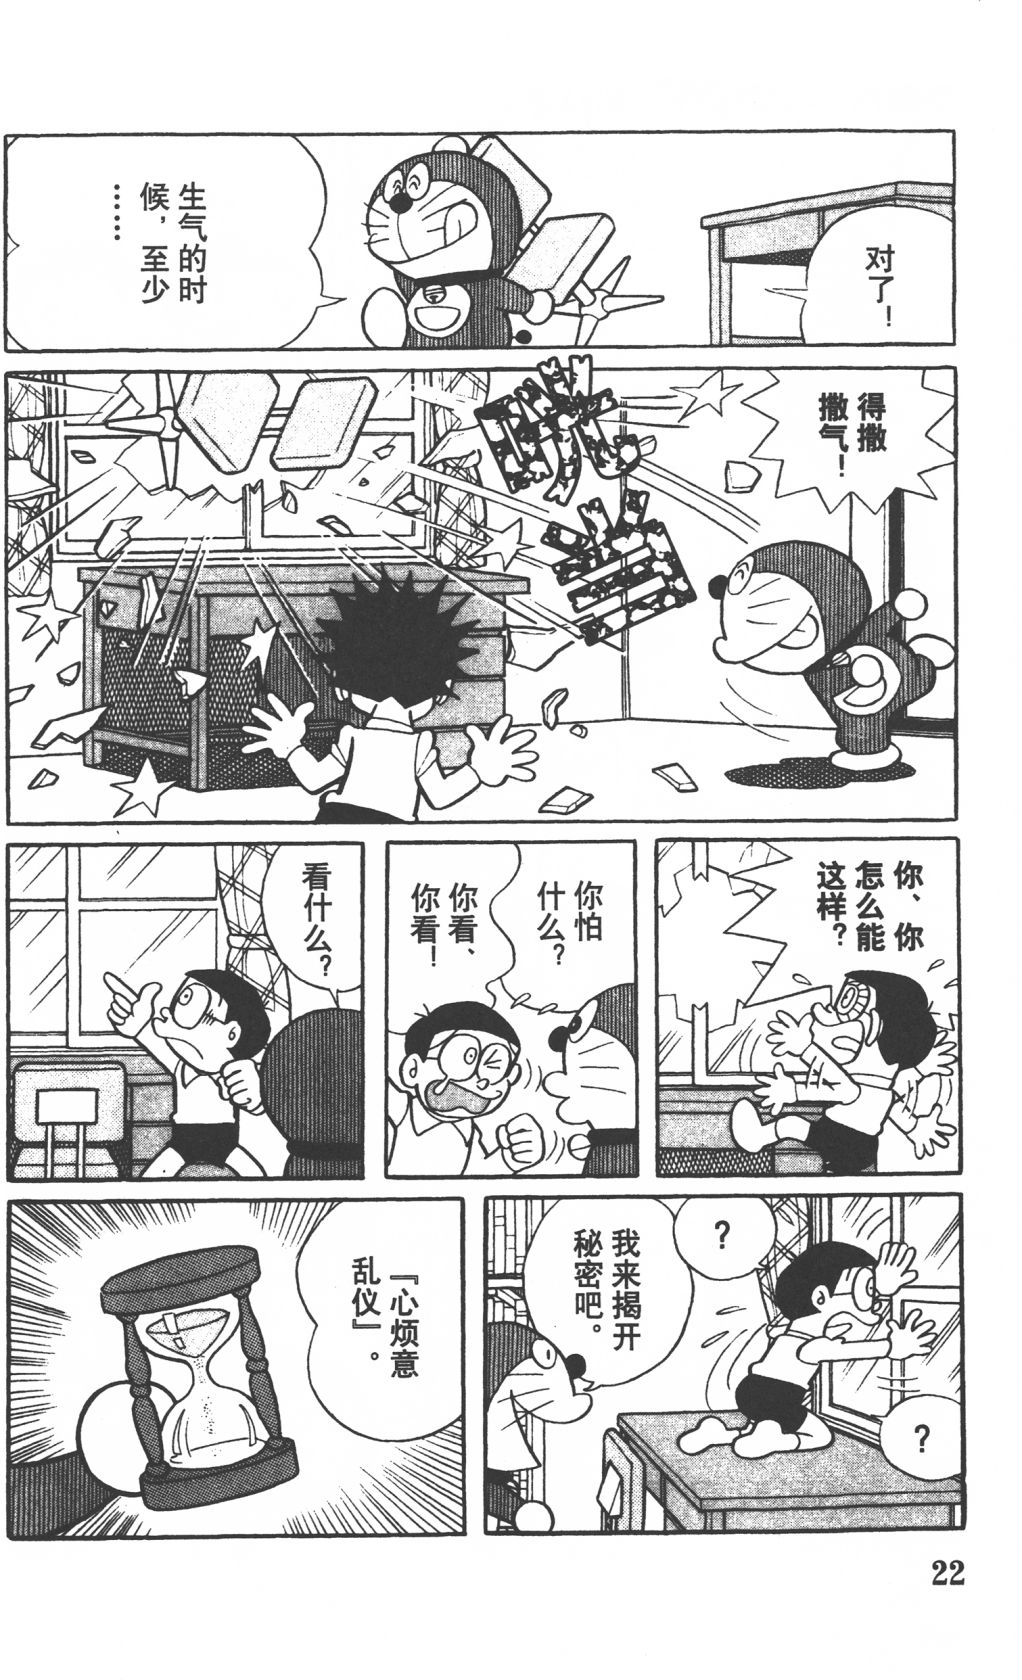 对了！
生气的时
候，至少
……
得撒
撒气！
你、你
怎么能
这样？
你怕
什么？
你看、
你看！
看什么？
？
我来揭开
秘密吧。
？
『心烦意
乱仪』。
22